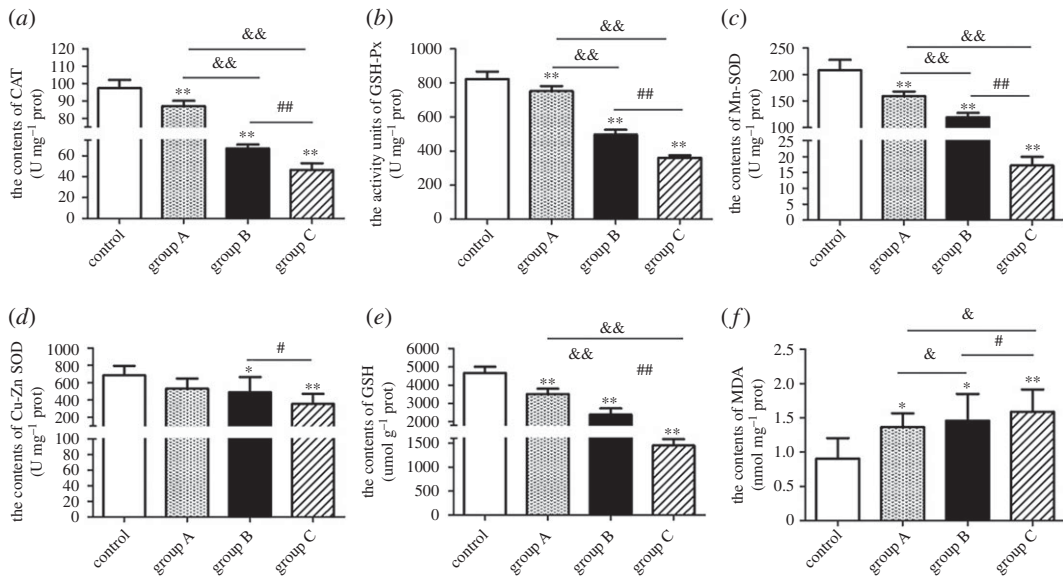 (a)
&&
&&
##
**
**
**
the contents of CAT
(U mg⁻¹ prot)
120
110
100
90
80
60
40
20
0
control
group A
group B
group C
(b)
&&
&&
##
**
**
**
the activity units of GSH-Px
(U mg⁻¹ prot)
1000
800
600
400
200
0
control
group A
group B
group C
(c)
&&
&&
##
**
**
**
the contents of Mn-SOD
(U mg⁻¹ prot)
250
200
150
100
25
20
15
10
5
0
control
group A
group B
group C
(d)
#
*
**
the contents of Cu-Zn SOD
(U mg⁻¹ prot)
1000
800
600
400
200
100
80
60
40
20
0
control
group A
group B
group C
(e)
&&
&&
##
**
**
**
the contents of GSH
(umol g⁻¹ prot)
6000
5000
4000
3000
2000
1500
1000
500
0
control
group A
group B
group C
(f)
&
&
#
*
*
**
the contents of MDA
(nmol mg⁻¹ prot)
2.5
2.0
1.5
1.0
0.5
0
control
group A
group B
group C